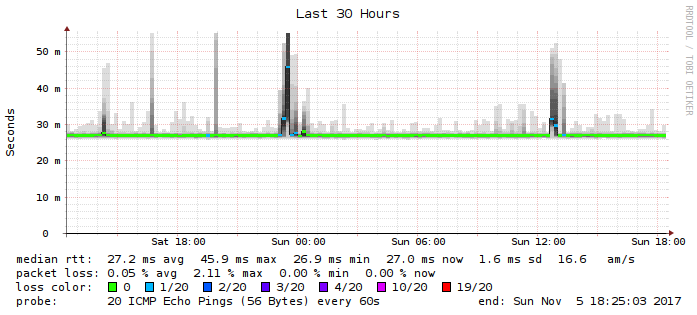 Last 30 Hours
RRDTOOL / TOBI OETIKER
Seconds
50 m
40 m
30 m
20 m
10 m
0
Sat 18:00 Sun 00:00 Sun 06:00 Sun 12:00 Sun 18:00
median rtt: 27.2 ms avg 45.9 ms max 26.9 ms min 27.0 ms now 1.6 ms sd 16.6 am/s
packet loss: 0.05 % avg 2.11 % max 0.00 % min 0.00 % now
loss color: 0 1/20 2/20 3/20 4/20 10/20 19/20
probe: 20 ICMP Echo Pings (56 Bytes) every 60s end: Sun Nov 5 18:25:03 2017